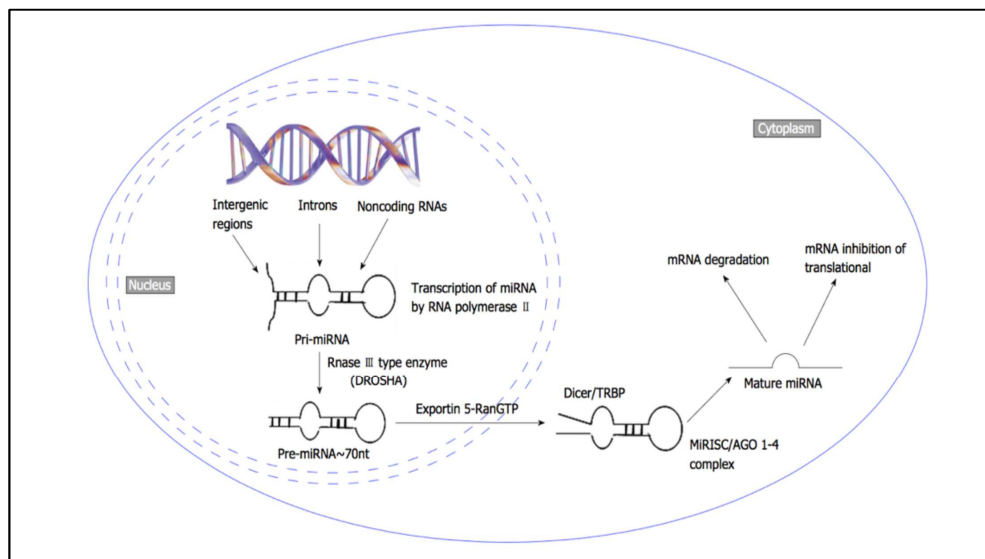 Cytoplasm
Intergenic
regions
Introns
Noncoding RNAs
mRNA degradation
mRNA inhibition of
translational
Nucleus
Transcription of miRNA
by RNA polymerase Ⅱ
Pri-miRNA
Rnase Ⅲ type enzyme
(DROSHA)
Mature miRNA
Dicer/TRBP
Exportin 5-RanGTP
MiRISC/AGO 1-4
complex
Pre-miRNA~70nt